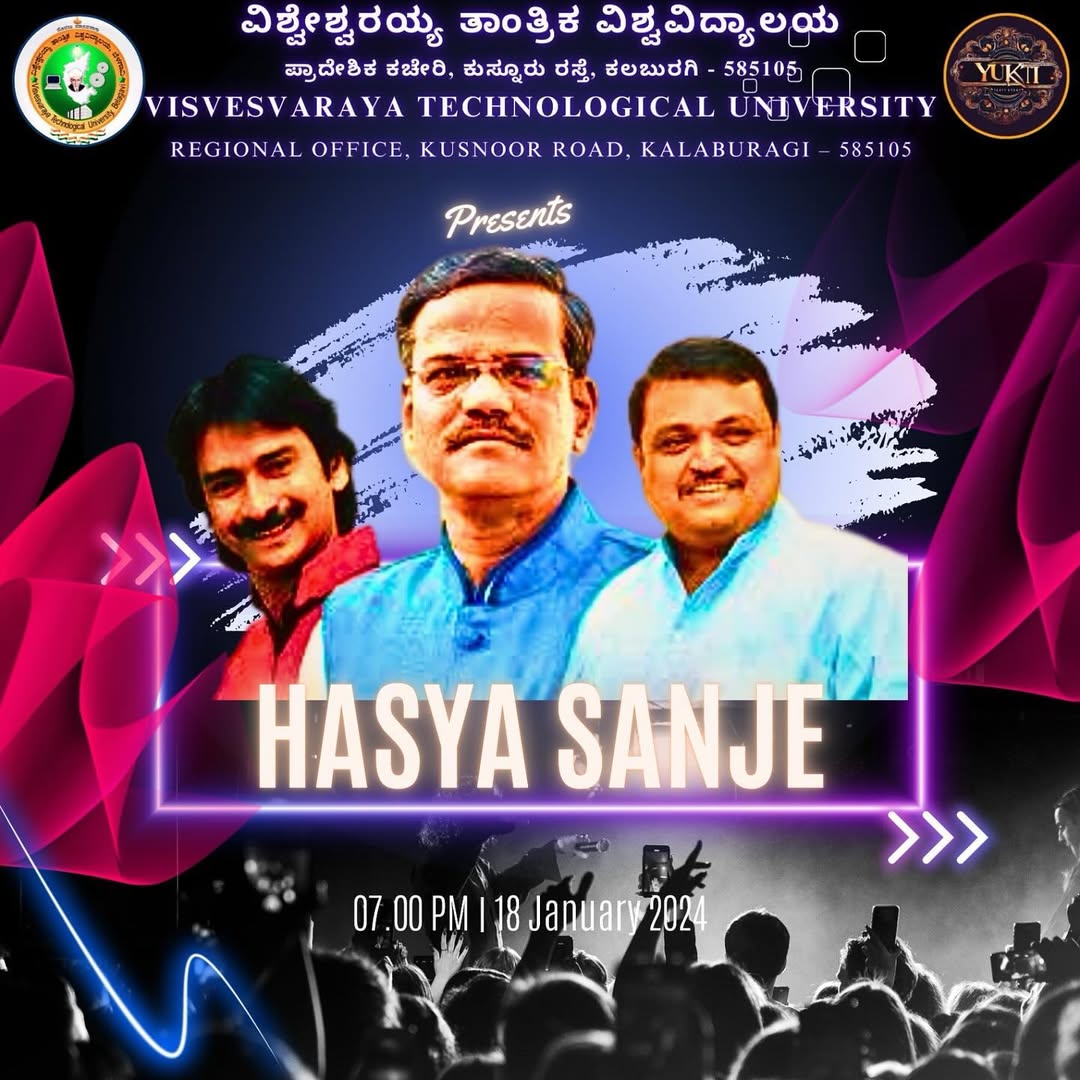 ವಿಶ್ವೇಶ್ವರಯ್ಯ ತಾಂತ್ರಿಕ ವಿಶ್ವವಿದ್ಯಾಲಯ
ಪ್ರಾದೇಶಿಕ ಕಚೇರಿ, ಕುಸ್ನೂರು ರಸ್ತೆ, ಕಲಬುರಗಿ - 585105
VISVESVARAYA TECHNOLOGICAL UNIVERSITY
REGIONAL OFFICE, KUSNOOR ROAD, KALABURAGI – 585105
YUKTI
Presents
HASYA SANJE
07.00 PM | 18 January 2024